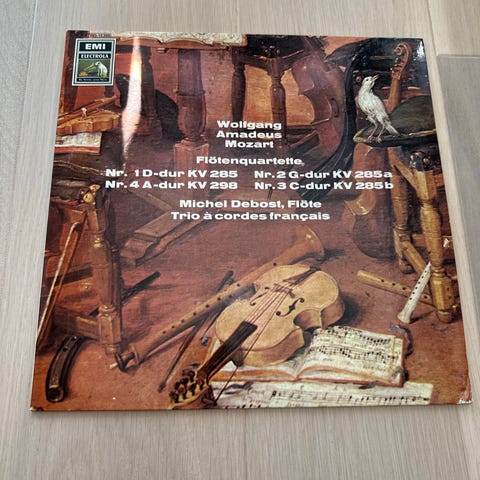 EMI
ELECTROLA
Wolfgang
Amadeus
Mozart
Flötenquartette
Nr. 1 D-dur KV 285 Nr. 2 G-dur KV 285a
Nr. 4 A-dur KV 298 Nr. 3 C-dur KV 285b
Michel Debost, Flöte
Trio à cordes français